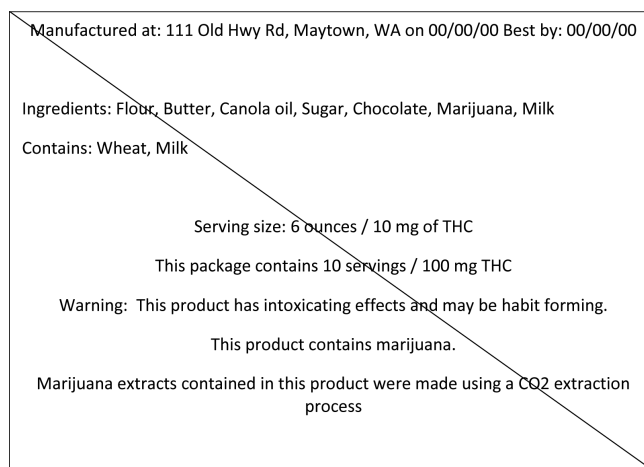 Manufactured at: 111 Old Hwy Rd, Maytown, WA on 00/00/00 Best by: 00/00/00
Ingredients: Flour, Butter, Canola oil, Sugar, Chocolate, Marijuana, Milk
Contains: Wheat, Milk
Serving size: 6 ounces / 10 mg of THC
This package contains 10 servings / 100 mg THC
Warning:  This product has intoxicating effects and may be habit forming.
This product contains marijuana.
Marijuana extracts contained in this product were made using a CO2 extraction
process